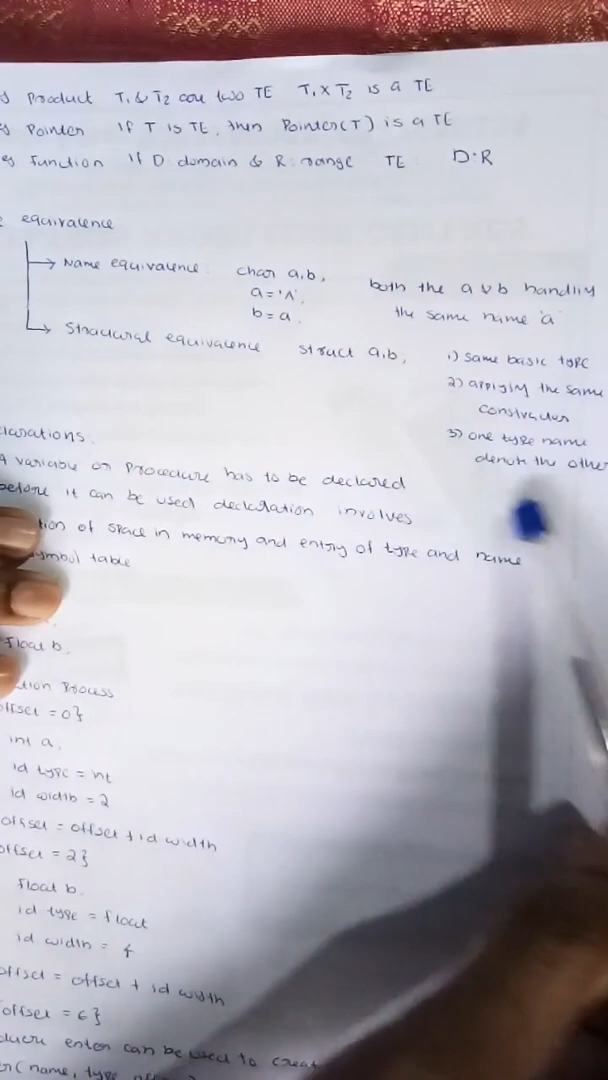 Product T1 & T2 are two TE T1 X T2 is a TE
Pointer If T is TE, then Pointer(T) is a TE
Function If D domain & R range TE D·R
equivalence
Name equivalence char a,b, both the a & b handling
a = 'A', the same name 'a'
b = a
Structural equivalence struct a,b, 1) same basic type
2) applying the same
constructor
3) one type name
denote the other
larations.
A variable or Procedure has to be declared
before it can be used declaration involves
tion of space in memory and entry of type and name
symbol table
float b,
tion Process
offset = 0}
int a,
id type = int
id width = 2
offset = offset + id width
offset = 2}
float b.
id type = float
id width = 4
offset = offset + id width
offset = 6}
enter can be used to creat
(name, type